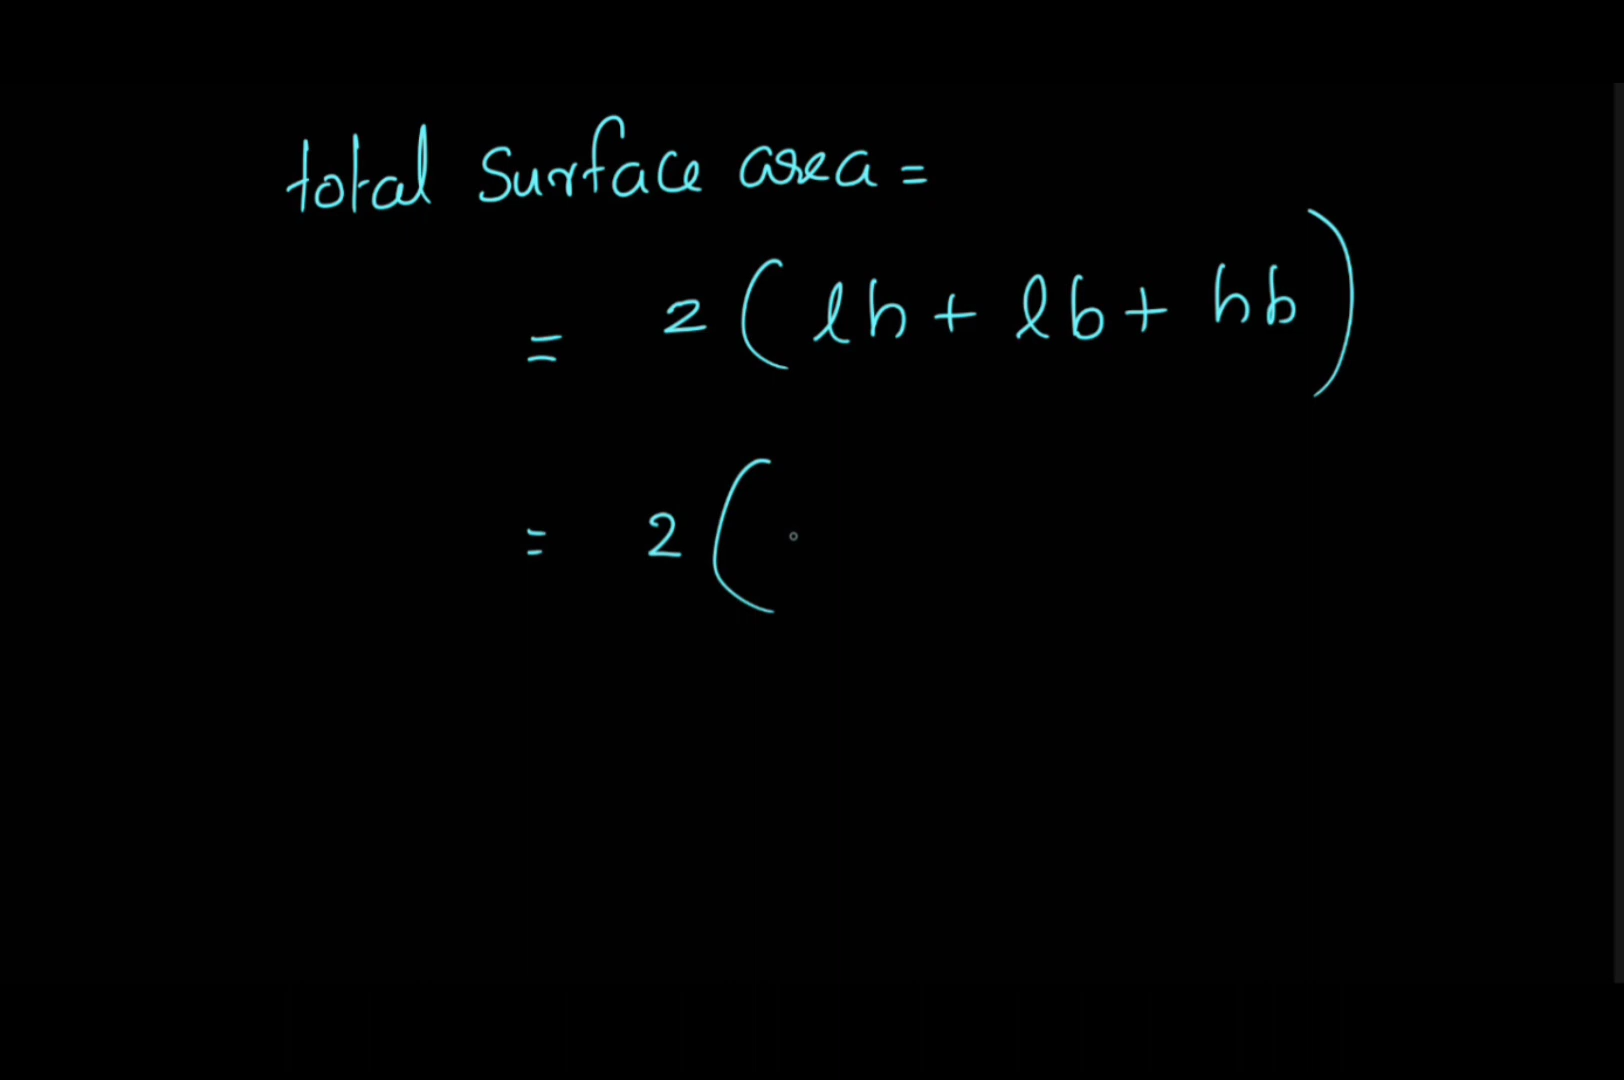 total surface area =
= 2 ( lh + lb + hb )
= 2 (